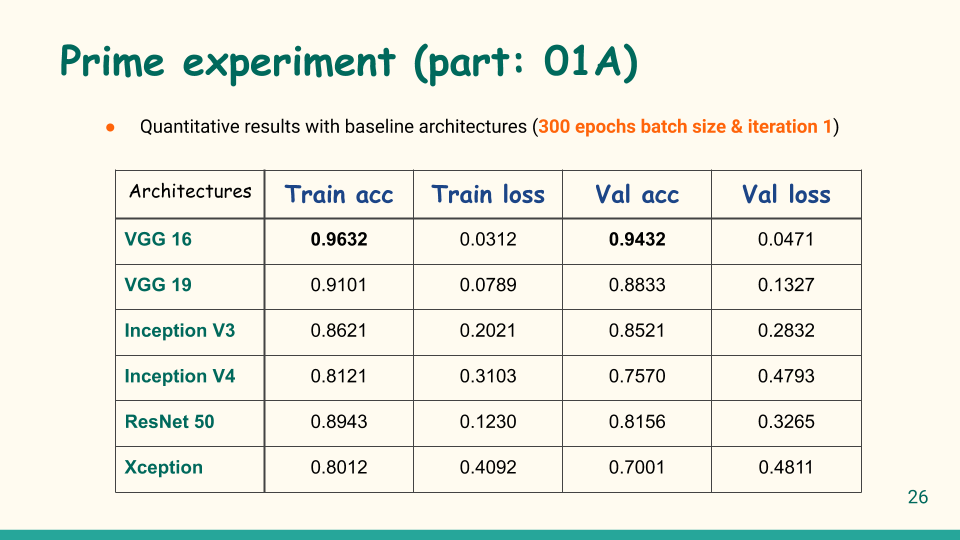 Prime experiment (part: 01A)
● Quantitative results with baseline architectures (300 epochs batch size & iteration 1)
Architectures Train acc Train loss Val acc Val loss
VGG 16 0.9632 0.0312 0.9432 0.0471
VGG 19 0.9101 0.0789 0.8833 0.1327
Inception V3 0.8621 0.2021 0.8521 0.2832
Inception V4 0.8121 0.3103 0.7570 0.4793
ResNet 50 0.8943 0.1230 0.8156 0.3265
Xception 0.8012 0.4092 0.7001 0.4811
26